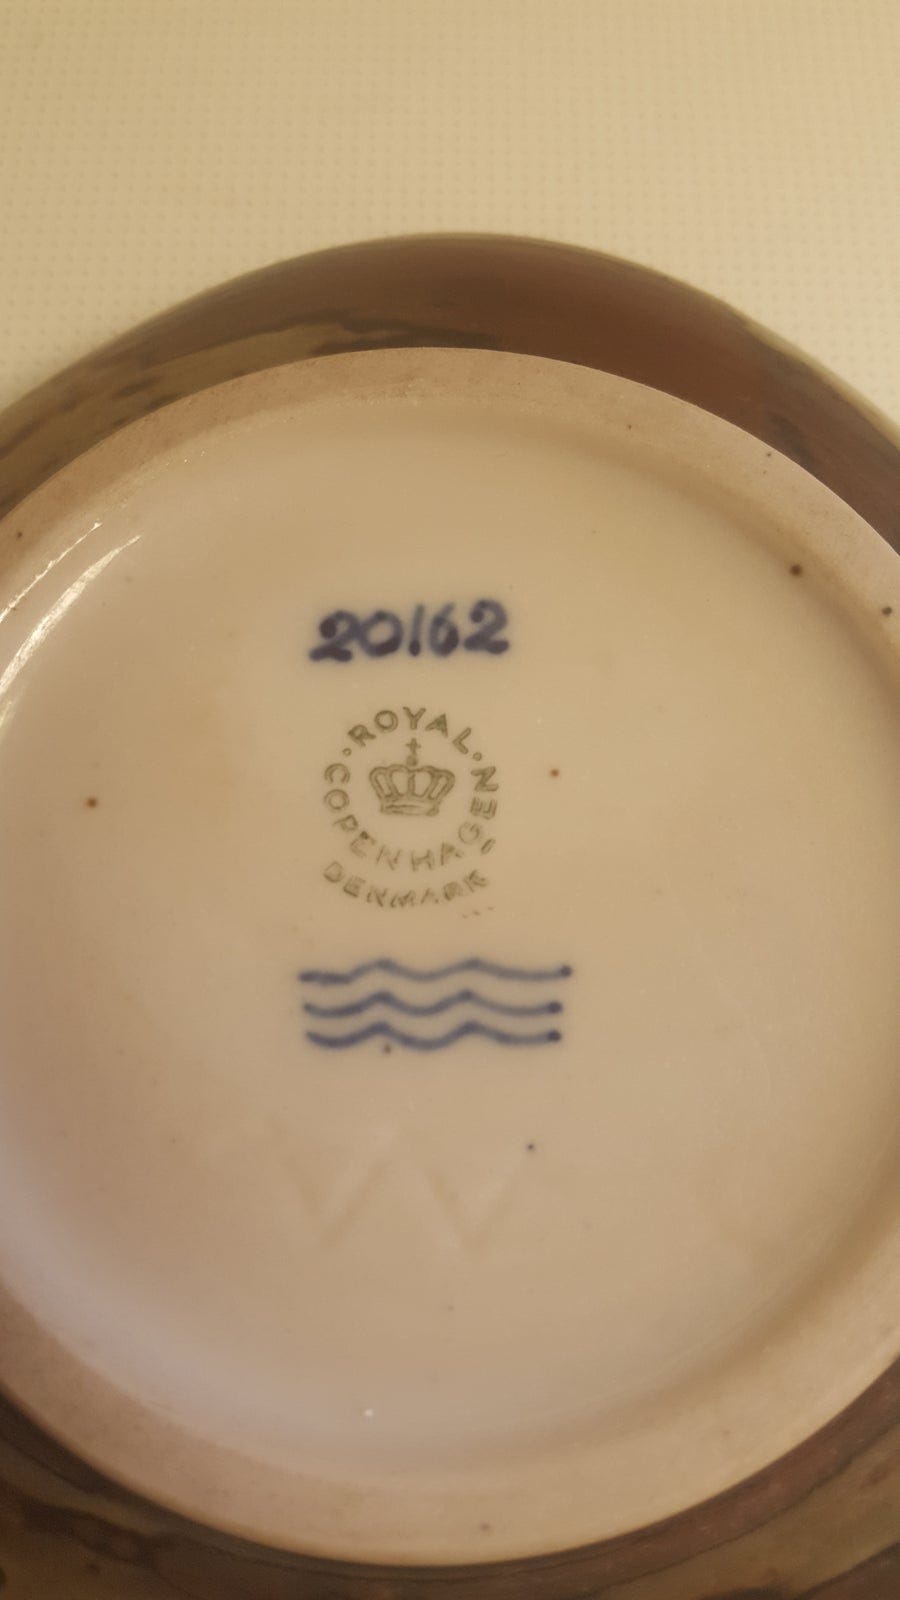 20162
ROYAL
COPENHAGEN
DENMARK
W